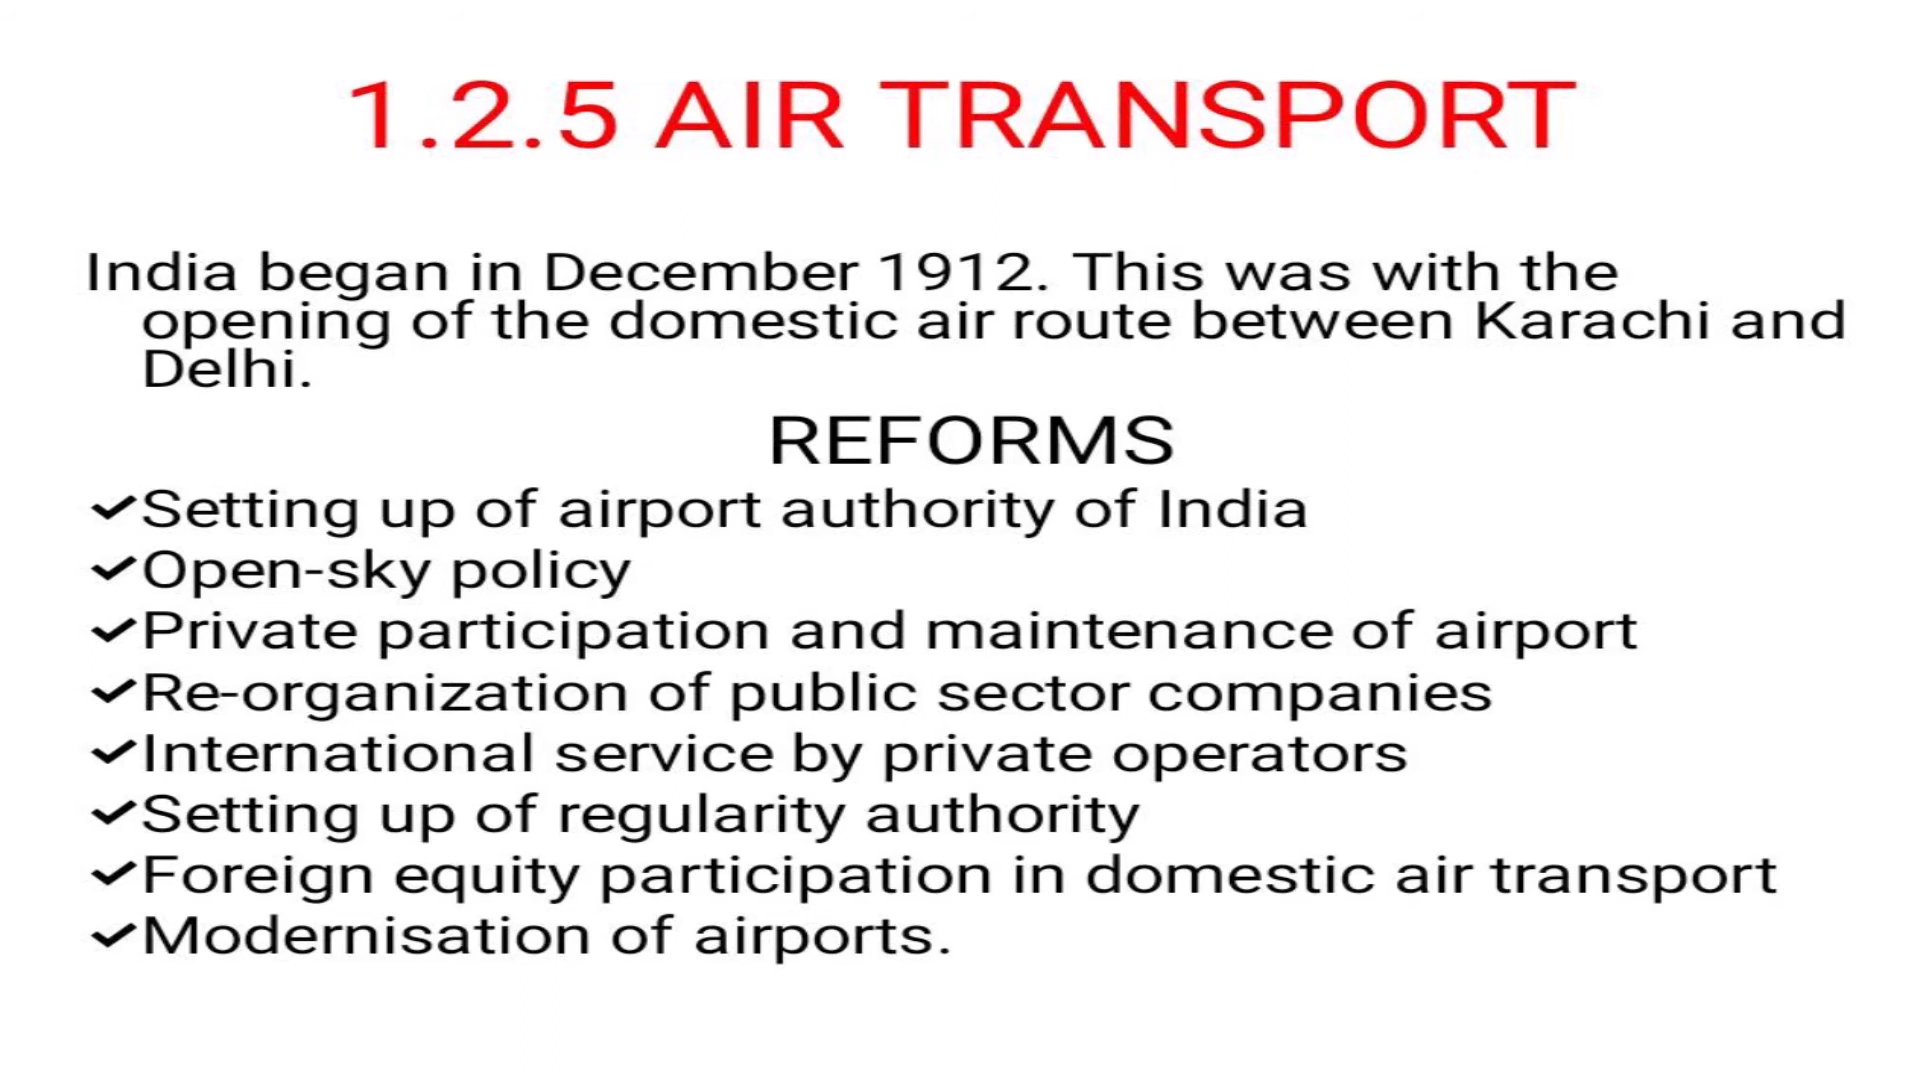 1.2.5 AIR TRANSPORT
India began in December 1912. This was with the
opening of the domestic air route between Karachi and
Delhi.
REFORMS
✓Setting up of airport authority of India
✓Open-sky policy
✓Private participation and maintenance of airport
✓Re-organization of public sector companies
✓International service by private operators
✓Setting up of regularity authority
✓Foreign equity participation in domestic air transport
✓Modernisation of airports.